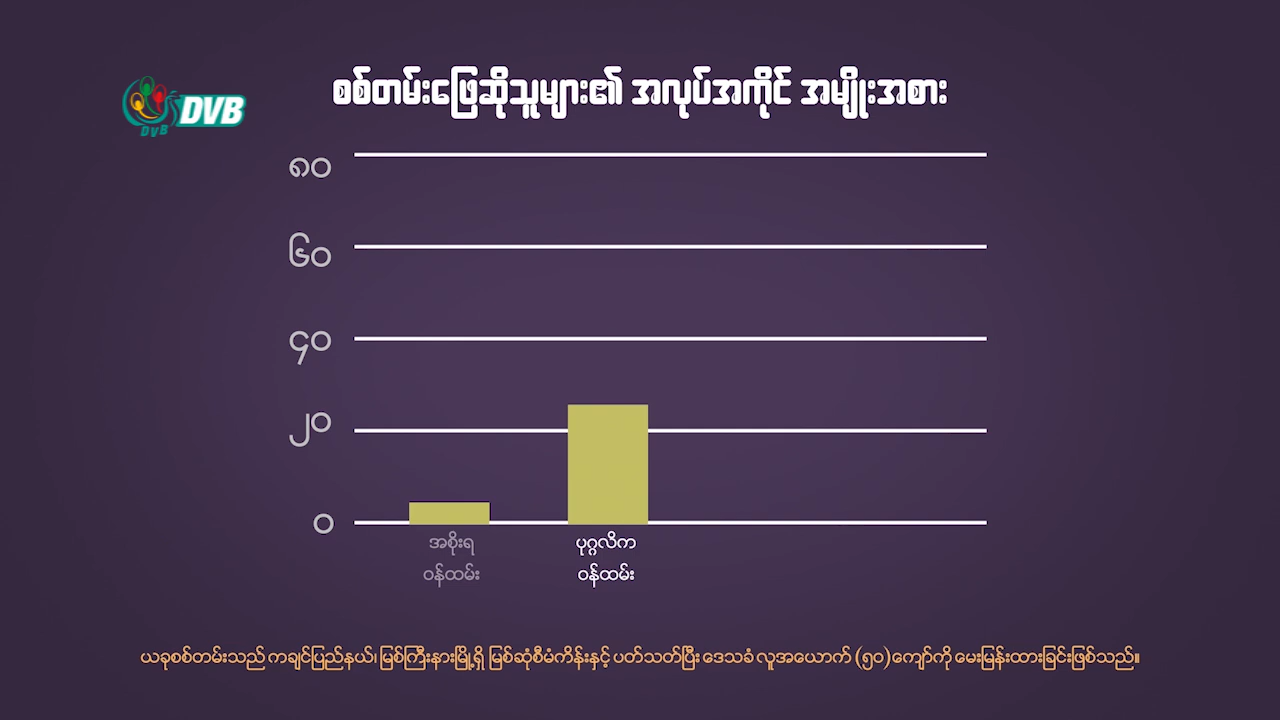 စစ်တမ်းဖြေဆိုသူများ၏ အလုပ်အကိုင် အမျိုးအစား
DVB
DVB
၈၀
၆၀
၄၀
၂၀
၀
အစိုးရ
ဝန်ထမ်း
ပုဂ္ဂလိက
ဝန်ထမ်း
ယခုစစ်တမ်းသည် ကချင်ပြည်နယ်၊ မြစ်ကြီးနားမြို့ရှိ မြစ်ဆုံစီမံကိန်းနှင့် ပတ်သတ်ပြီး ဒေသခံ လူအယောက် (၅၀)ကျော်ကို မေးမြန်းထားခြင်းဖြစ်သည်။